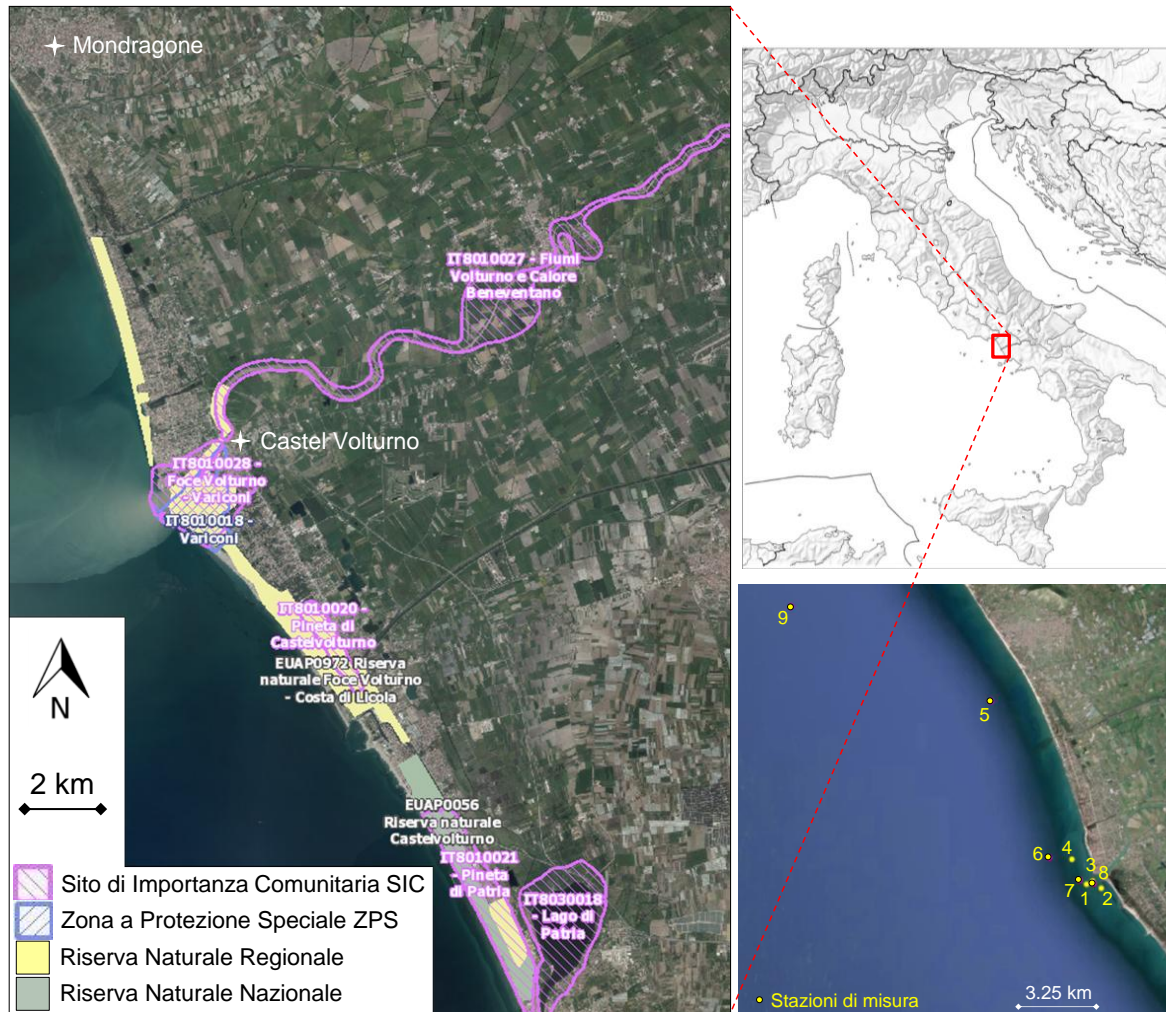 Mondragone
IT8010027 - Fiumi
Volturno e Calore
Beneventano
Castel Volturno
IT8010028 -
Foce Volturno
- Variconi
IT8010018 -
Variconi
IT8010020 -
Pineta di
Castelvolturno
EUAP0972 Riserva
naturale Foce Volturno
- Costa di Licola
EUAP0056
Riserva naturale
Castelvolturno
IT8010021
- Pineta
di Patria
IT8030018
- Lago di
Patria
N
2 km
Sito di Importanza Comunitaria SIC
Zona a Protezione Speciale ZPS
Riserva Naturale Regionale
Riserva Naturale Nazionale
9
5
6
4
3
8
7
1
2
Stazioni di misura
3.25 km